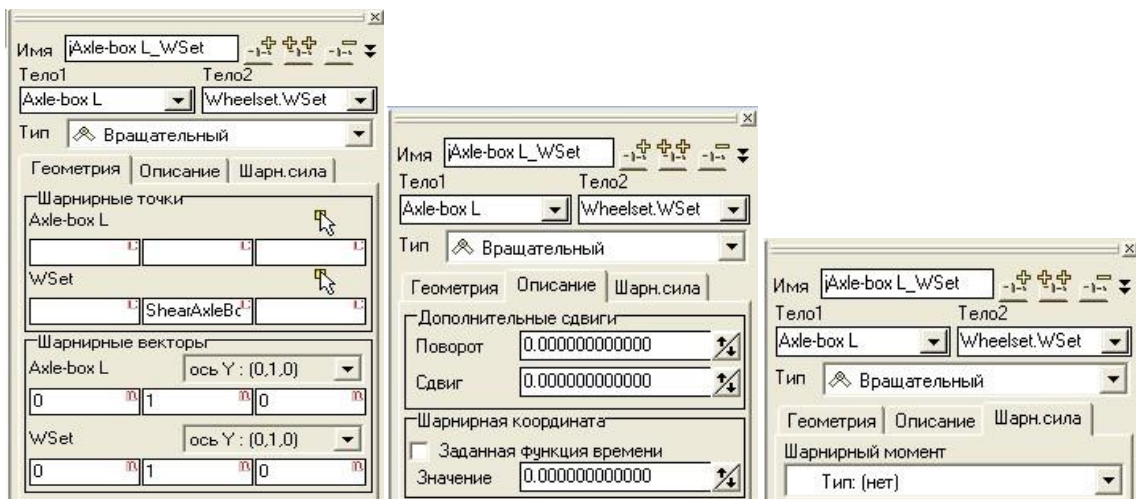 Имя jAxle-box L_WSet
Тело1 Тело2
Axle-box L Wheelset.WSet
Тип Вращательный
Геометрия Описание Шарн.сила
Шарнирные точки
Axle-box L
WSet
ShearAxleBo
Шарнирные векторы
Axle-box L ось Y : (0,1,0)
0 1 0
WSet ось Y : (0,1,0)
0 1 0
Имя jAxle-box L_WSet
Тело1 Тело2
Axle-box L Wheelset.WSet
Тип Вращательный
Геометрия Описание Шарн.сила
Дополнительные сдвиги
Поворот 0.000000000000
Сдвиг 0.000000000000
Шарнирная координата
Заданная функция времени
Значение 0.000000000000
Имя jAxle-box L_WSet
Тело1 Тело2
Axle-box L Wheelset.WSet
Тип Вращательный
Геометрия Описание Шарн.сила
Шарнирный момент
Тип: (нет)